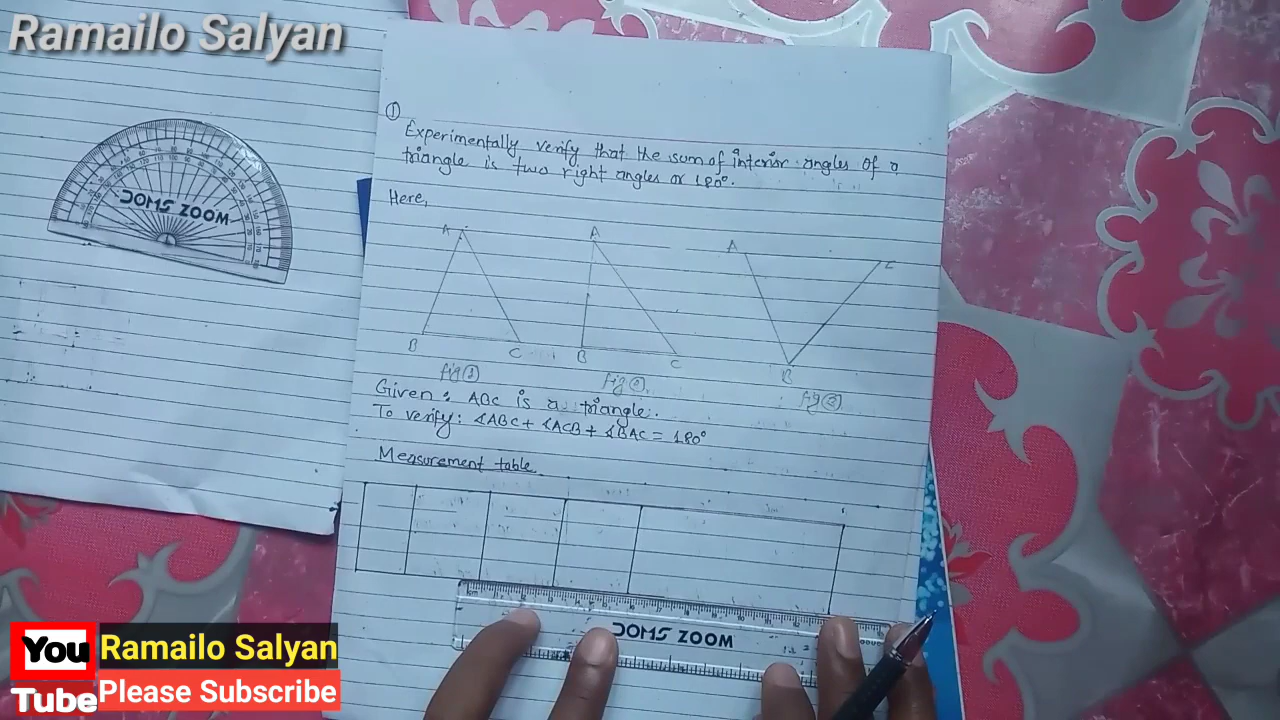 Ramailo Salyan
①
Experimentally verify that the sum of interior angles of a
triangle is two right angles or 180°.
Here,
A
A
A
C
B
C
B
C
B
fig ①
fig ②
fig ③
Given: ABC is a triangle.
To verify: ∡ABC + ∡ACB + ∡BAC = 180°
Measurement table
DOMS ZOOM
DOMS ZOOM
You
Tube
Ramailo Salyan
Please Subscribe